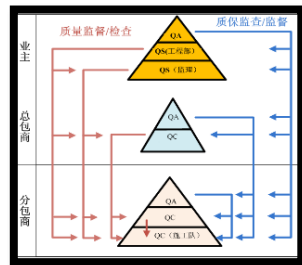 质量监督/检查
质保监查/监督
业主
QA
QS(工程部)
QS（监理）
总包商
QA
QC
分包商
QA
QC
QC（施工队）